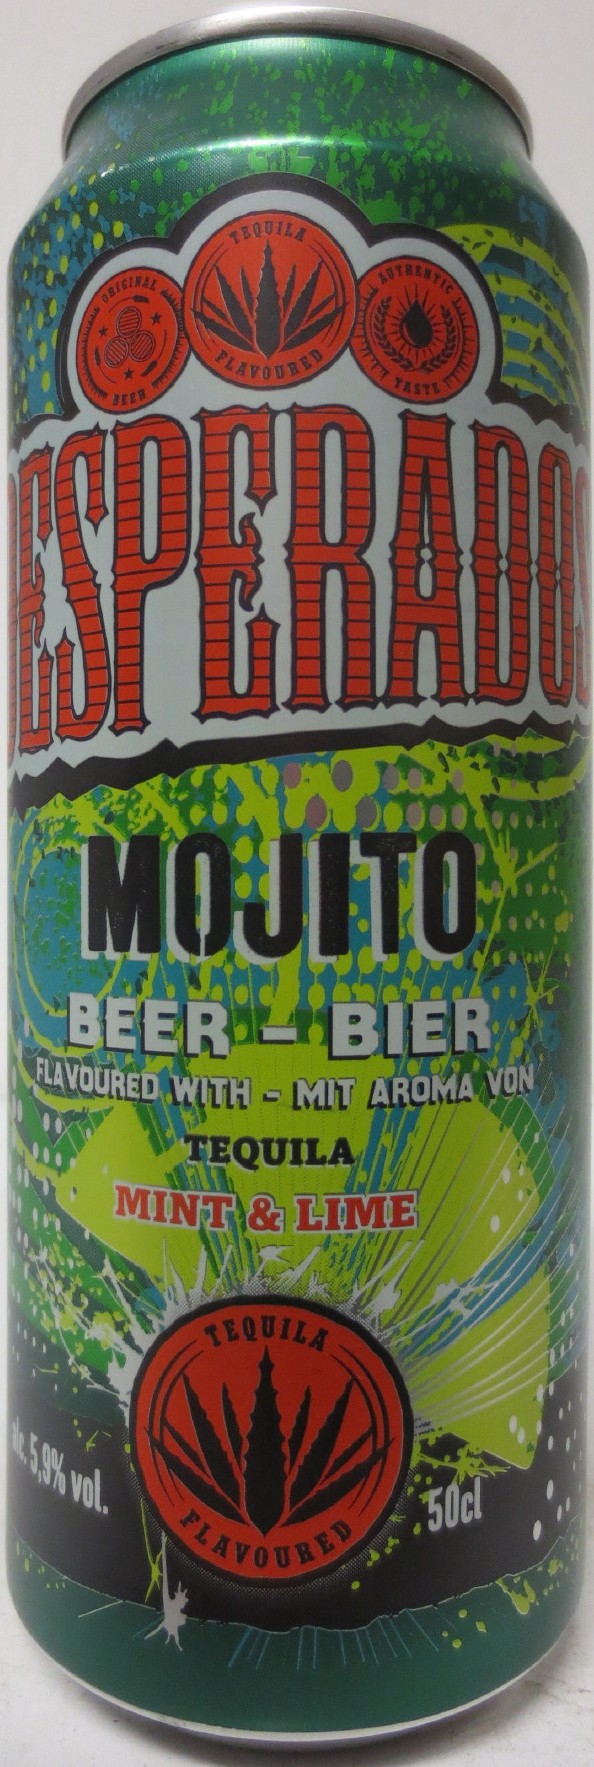 TEQUILA
FLAVOURED
ORIGINAL
BEER
AUTHENTIC
TASTE
DESPERADOS
MOJITO
BEER - BIER
FLAVOURED WITH - MIT AROMA VON
TEQUILA
MINT & LIME
TEQUILA
FLAVOURED
alc. 5,9% vol.
50cl